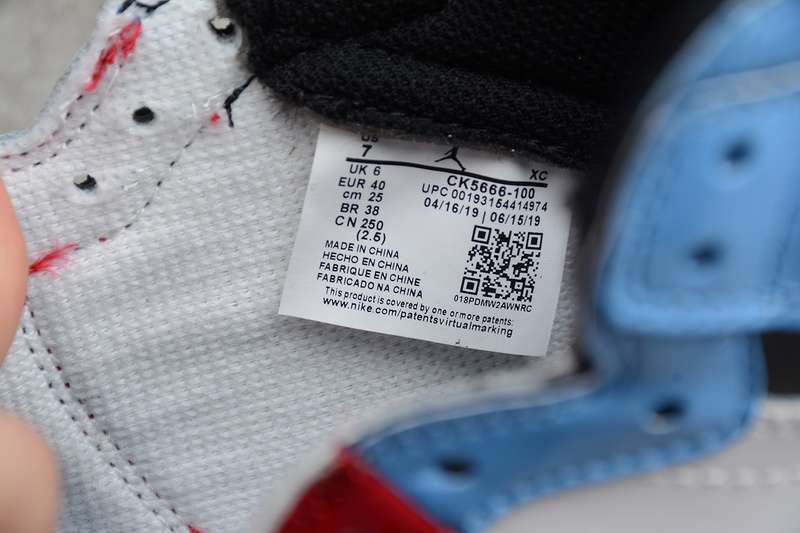 US
7
XC
UK 6
EUR 40
cm 25
BR 38
CN 250
(2.5)
CK5666-100
UPC 00193154414974
04/16/19 | 06/15/19
MADE IN CHINA
HECHO EN CHINA
FABRIQUE EN CHINE
FABRICADO NA CHINA
018PDMW2AWNRC
This product is covered by one or more patents:
www.nike.com/patentsvirtualmarking